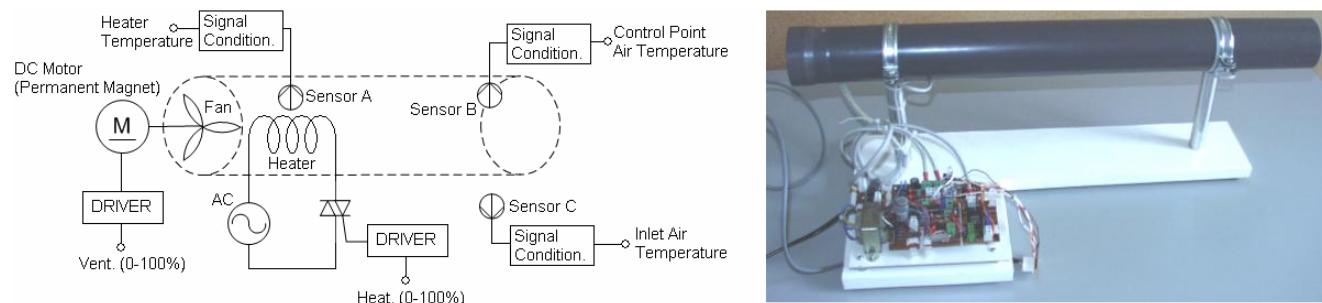 Heater
Temperature
Signal
Condition.
Signal
Condition.
Control Point
Air Temperature
DC Motor
(Permanent Magnet)
Fan
Sensor A
Sensor B
M
Heater
DRIVER
AC
Sensor C
DRIVER
Signal
Condition.
Inlet Air
Temperature
Vent. (0-100%)
Heat. (0-100%)